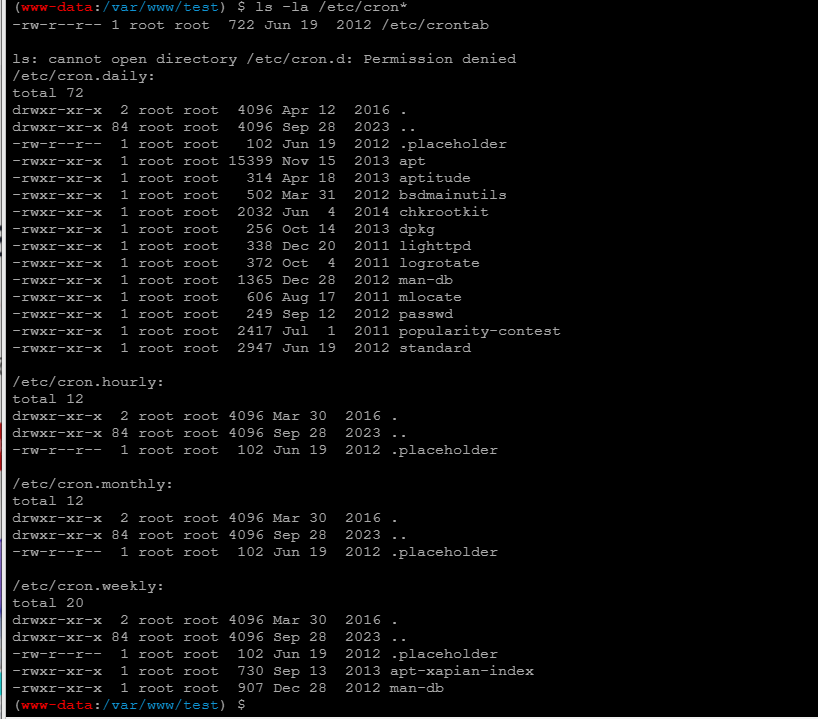 (www-data:/var/www/test) $ ls -la /etc/cron*
-rw-r--r-- 1 root root  722 Jun 19  2012 /etc/crontab

ls: cannot open directory /etc/cron.d: Permission denied
/etc/cron.daily:
total 72
drwxr-xr-x  2 root root  4096 Apr 12  2016 .
drwxr-xr-x 84 root root  4096 Sep 28  2023 ..
-rw-r--r--  1 root root   102 Jun 19  2012 .placeholder
-rwxr-xr-x  1 root root 15399 Nov 15  2013 apt
-rwxr-xr-x  1 root root   314 Apr 18  2013 aptitude
-rwxr-xr-x  1 root root   502 Mar 31  2012 bsdmainutils
-rwxr-xr-x  1 root root  2032 Jun  4  2014 chkrootkit
-rwxr-xr-x  1 root root   256 Oct 14  2013 dpkg
-rwxr-xr-x  1 root root   338 Dec 20  2011 lighttpd
-rwxr-xr-x  1 root root   372 Oct  4  2011 logrotate
-rwxr-xr-x  1 root root  1365 Dec 28  2012 man-db
-rwxr-xr-x  1 root root   606 Aug 17  2011 mlocate
-rwxr-xr-x  1 root root   249 Sep 12  2012 passwd
-rwxr-xr-x  1 root root  2417 Jul  1  2011 popularity-contest
-rwxr-xr-x  1 root root  2947 Jun 19  2012 standard

/etc/cron.hourly:
total 12
drwxr-xr-x  2 root root 4096 Mar 30  2016 .
drwxr-xr-x 84 root root 4096 Sep 28  2023 ..
-rw-r--r--  1 root root  102 Jun 19  2012 .placeholder

/etc/cron.monthly:
total 12
drwxr-xr-x  2 root root 4096 Mar 30  2016 .
drwxr-xr-x 84 root root 4096 Sep 28  2023 ..
-rw-r--r--  1 root root  102 Jun 19  2012 .placeholder

/etc/cron.weekly:
total 20
drwxr-xr-x  2 root root 4096 Mar 30  2016 .
drwxr-xr-x 84 root root 4096 Sep 28  2023 ..
-rw-r--r--  1 root root  102 Jun 19  2012 .placeholder
-rwxr-xr-x  1 root root  730 Sep 13  2013 apt-xapian-index
-rwxr-xr-x  1 root root  907 Dec 28  2012 man-db
(www-data:/var/www/test) $